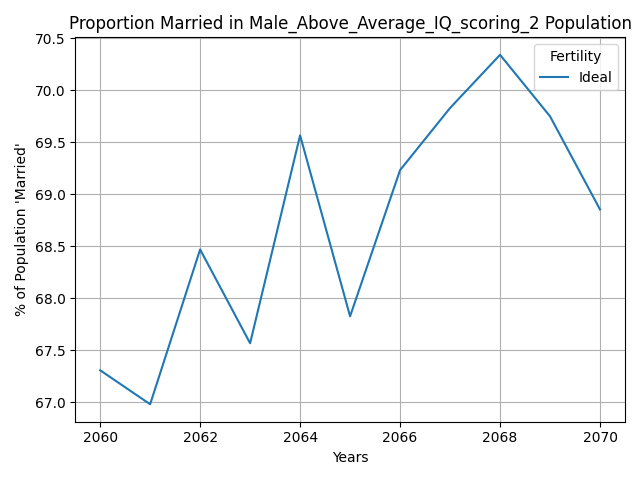 Proportion Married in Male_Above_Average_IQ_scoring_2 Population
% of Population 'Married'
70.5
70.0
69.5
69.0
68.5
68.0
67.5
67.0
Fertility
Ideal
2060
2062
2064
2066
2068
2070
Years